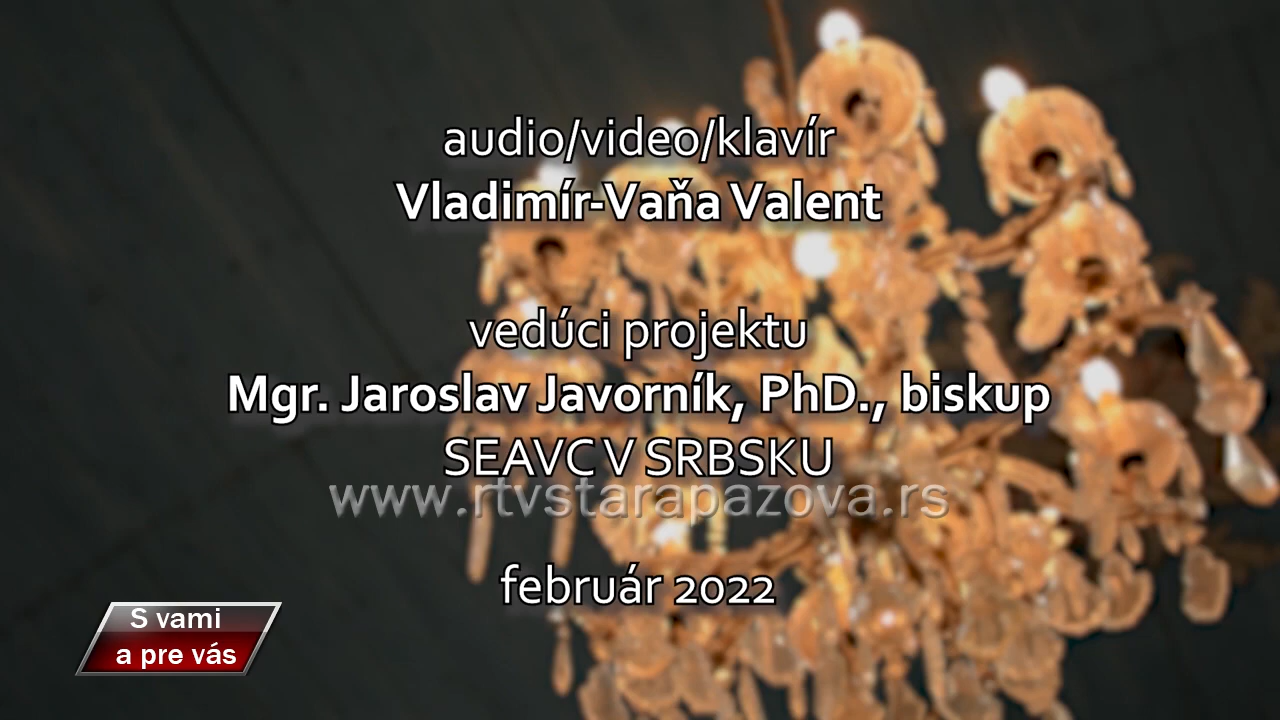 audio/video/klavír
Vladimír-Vaňa Valent
vedúci projektu
Mgr. Jaroslav Javorník, PhD., biskup
SEAVC V SRBSKU
www.rtvstarapazova.rs
február 2022
S vami
a pre vás